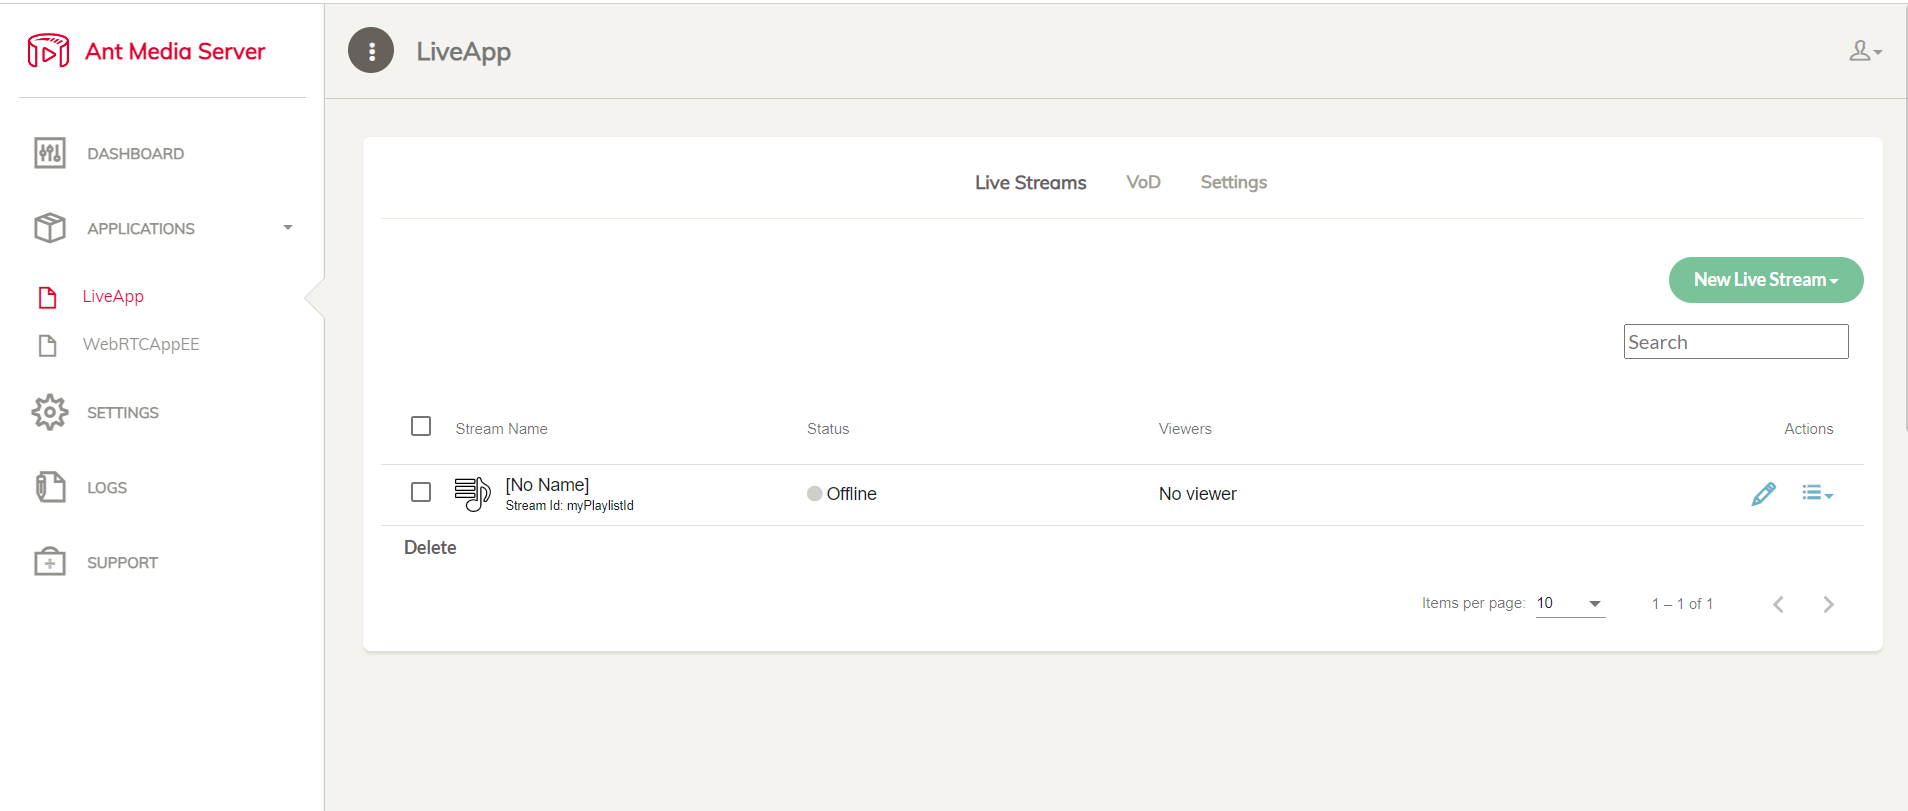 Ant Media Server
LiveApp
DASHBOARD
APPLICATIONS
LiveApp
WebRTCAppEE
SETTINGS
LOGS
SUPPORT
Live Streams VoD Settings
New Live Stream
Search
Stream Name Status Viewers Actions
[No Name] Offline No viewer
Stream Id: myPlaylistId
Delete
Items per page: 10 1 – 1 of 1